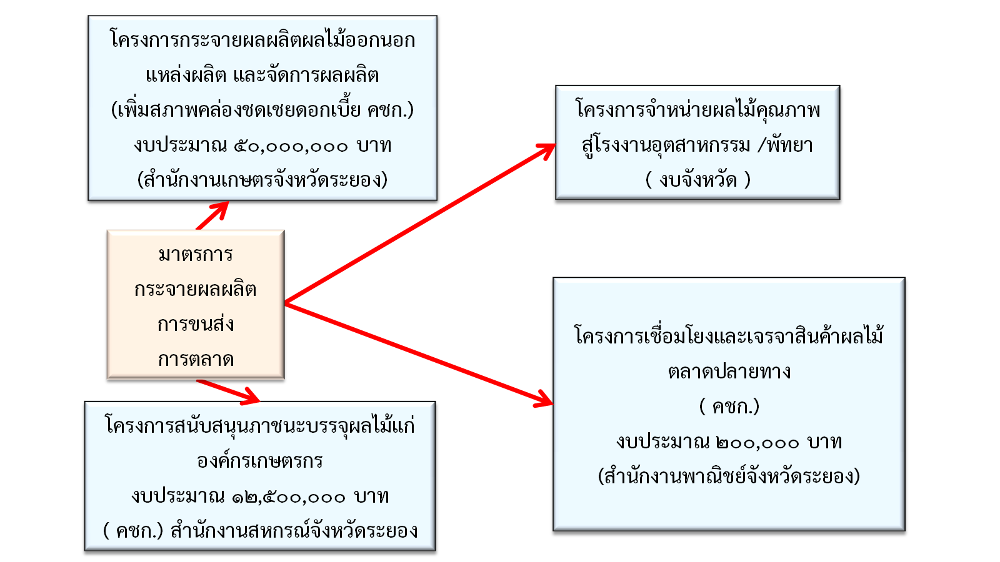 โครงการกระจายผลผลิตผลไม้ออกนอก
แหล่งผลิต และจัดการผลผลิต
(เพิ่มสภาพคล่องชดเชยดอกเบี้ย คชก.)
งบประมาณ ๕๐,๐๐๐,๐๐๐ บาท
(สำนักงานเกษตรจังหวัดระยอง)
โครงการจำหน่ายผลไม้คุณภาพ
สู่โรงงานอุตสาหกรรม /พัทยา
( งบจังหวัด )
มาตรการ
กระจายผลผลิต
การขนส่ง
การตลาด
โครงการเชื่อมโยงและเจรจาสินค้าผลไม้
ตลาดปลายทาง
( คชก.)
งบประมาณ ๒๐๐,๐๐๐ บาท
(สำนักงานพาณิชย์จังหวัดระยอง)
โครงการสนับสนุนภาชนะบรรจุผลไม้แก่
องค์กรเกษตรกร
งบประมาณ ๑๒,๕๐๐,๐๐๐ บาท
( คชก.) สำนักงานสหกรณ์จังหวัดระยอง